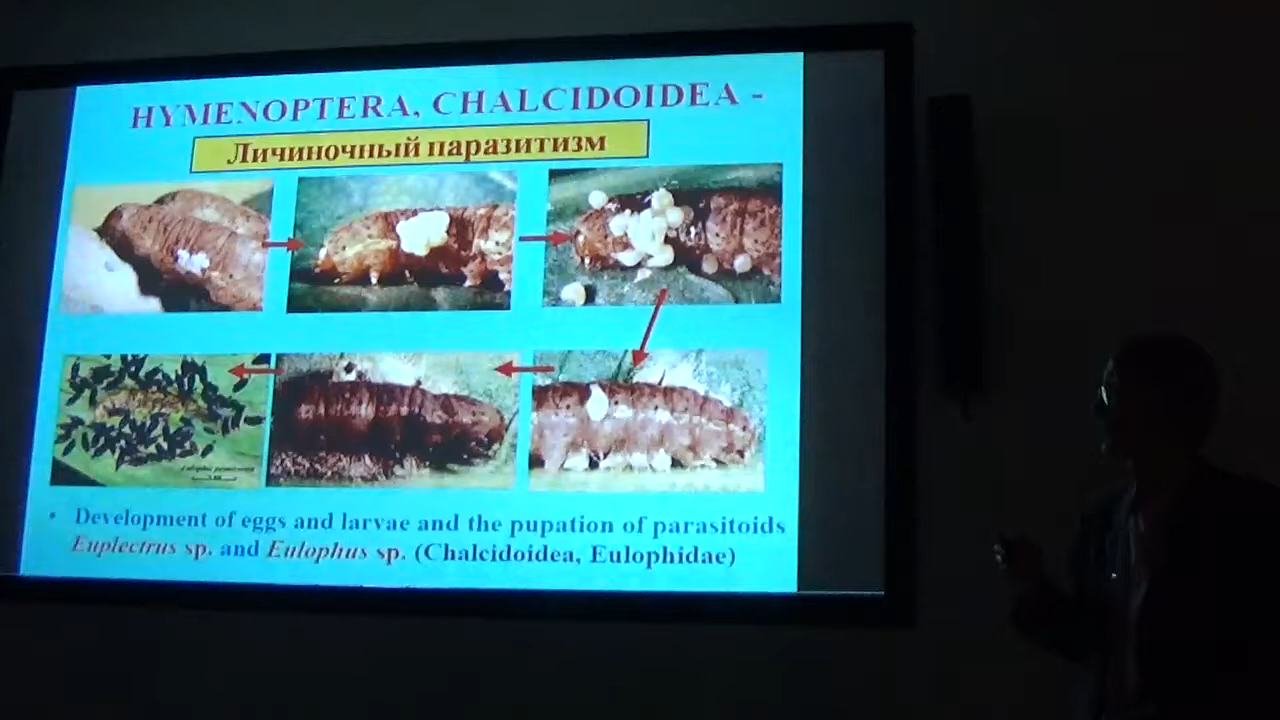 HYMENOPTERA, CHALCIDOIDEA -
Личиночный паразитизм
• Development of eggs and larvae and the pupation of parasitoids
Euplectrus sp. and Eulophus sp. (Chalcidoidea, Eulophidae)